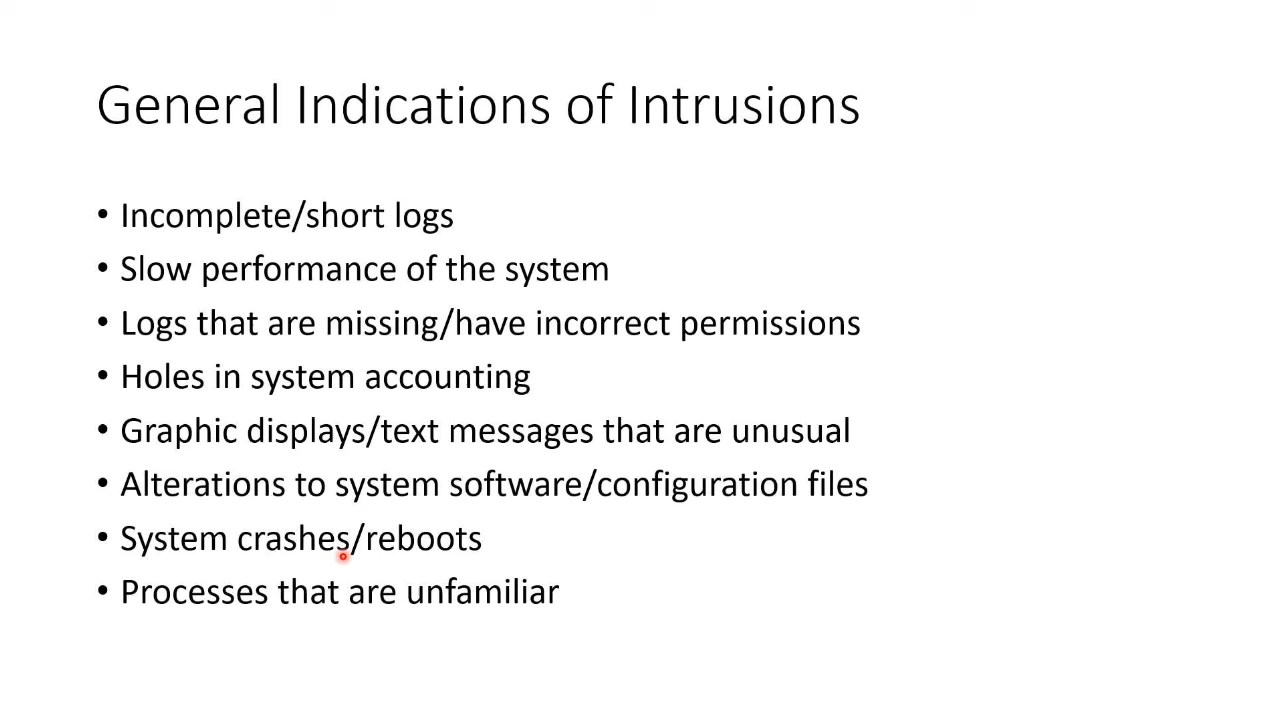 General Indications of Intrusions
• Incomplete/short logs
• Slow performance of the system
• Logs that are missing/have incorrect permissions
• Holes in system accounting
• Graphic displays/text messages that are unusual
• Alterations to system software/configuration files
• System crashes/reboots
• Processes that are unfamiliar